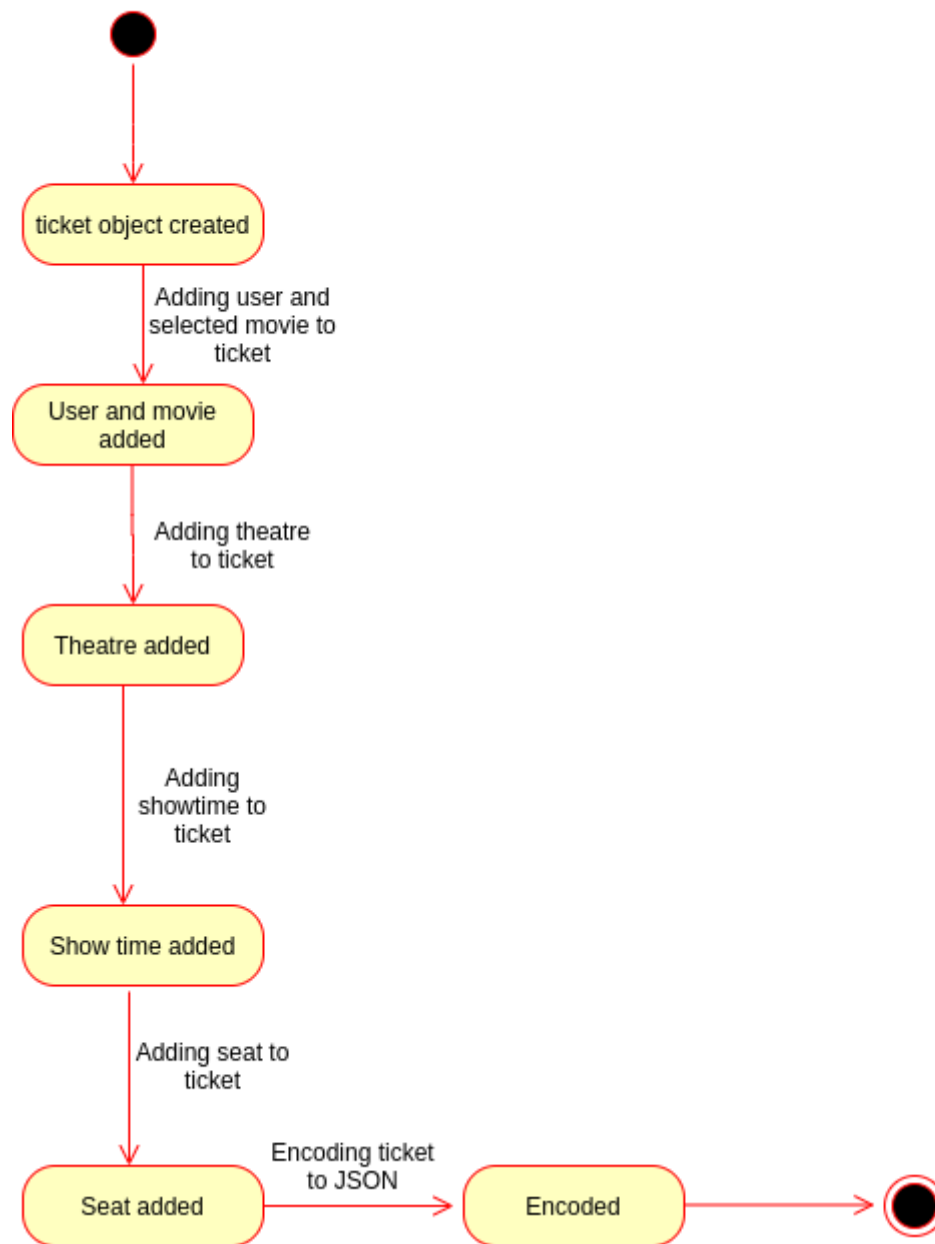 ticket object created
Adding user and
selected movie to
ticket
User and movie
added
Adding theatre
to ticket
Theatre added
Adding
showtime to
ticket
Show time added
Adding seat to
ticket
Encoding ticket
to JSON
Seat added
Encoded